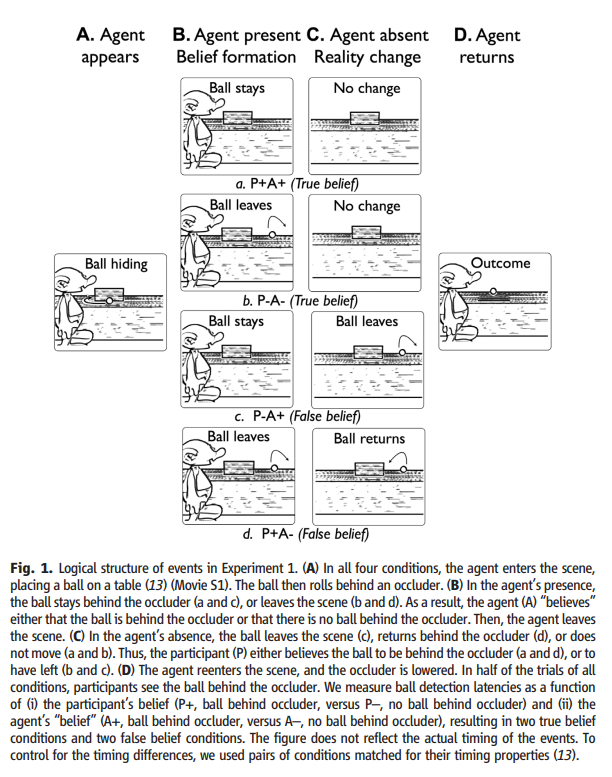 A. Agent appears
B. Agent present Belief formation
C. Agent absent Reality change
D. Agent returns
Ball stays
No change
a. P+A+ (True belief)
Ball leaves
No change
b. P-A- (True belief)
Ball hiding
Outcome
Ball stays
Ball leaves
c. P-A+ (False belief)
Ball leaves
Ball returns
d. P+A- (False belief)
Fig. 1. Logical structure of events in Experiment 1. (A) In all four conditions, the agent enters the scene,
placing a ball on a table (13) (Movie S1). The ball then rolls behind an occluder. (B) In the agent's presence,
the ball stays behind the occluder (a and c), or leaves the scene (b and d). As a result, the agent (A) "believes"
either that the ball is behind the occluder or that there is no ball behind the occluder. Then, the agent leaves
the scene. (C) In the agent's absence, the ball leaves the scene (c), returns behind the occluder (d), or does
not move (a and b). Thus, the participant (P) either believes the ball to be behind the occluder (a and d), or to
have left (b and c). (D) The agent reenters the scene, and the occluder is lowered. In half of the trials of all
conditions, participants see the ball behind the occluder. We measure ball detection latencies as a function
of (i) the participant's belief (P+, ball behind occluder, versus P–, no ball behind occluder) and (ii) the
agent's "belief" (A+, ball behind occluder, versus A–, no ball behind occluder), resulting in two true belief
conditions and two false belief conditions. The figure does not reflect the actual timing of the events. To
control for the timing differences, we used pairs of conditions matched for their timing properties (13).